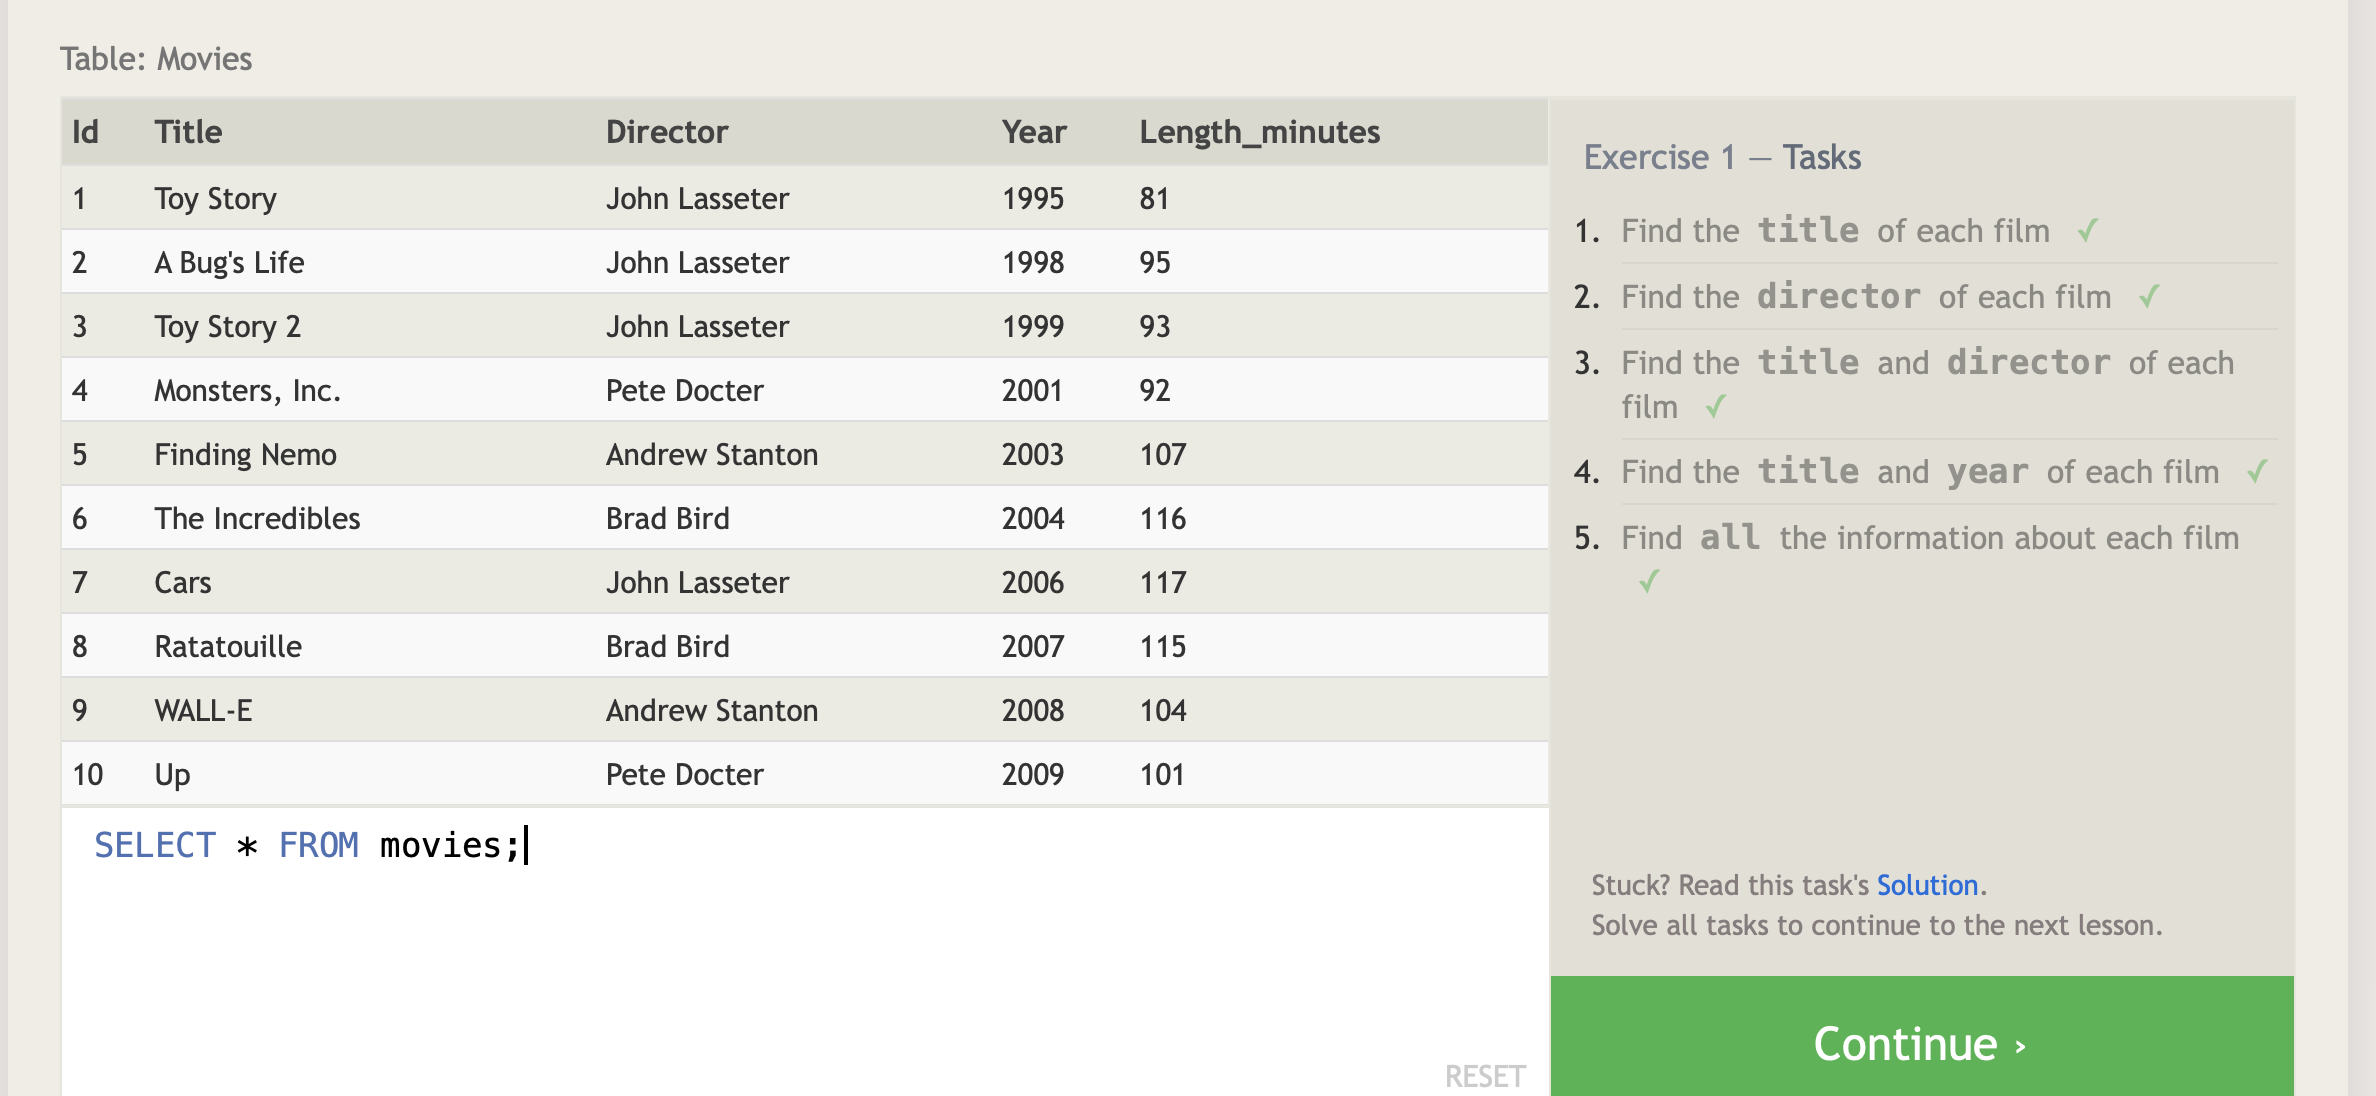 Table: Movies
Id Title Director Year Length_minutes
1 Toy Story John Lasseter 1995 81
2 A Bug's Life John Lasseter 1998 95
3 Toy Story 2 John Lasseter 1999 93
4 Monsters, Inc. Pete Docter 2001 92
5 Finding Nemo Andrew Stanton 2003 107
6 The Incredibles Brad Bird 2004 116
7 Cars John Lasseter 2006 117
8 Ratatouille Brad Bird 2007 115
9 WALL-E Andrew Stanton 2008 104
10 Up Pete Docter 2009 101
SELECT * FROM movies;
RESET
Exercise 1 — Tasks
1. Find the title of each film ✓
2. Find the director of each film ✓
3. Find the title and director of each
film ✓
4. Find the title and year of each film ✓
5. Find all the information about each film
✓
Stuck? Read this task's Solution.
Solve all tasks to continue to the next lesson.
Continue ›